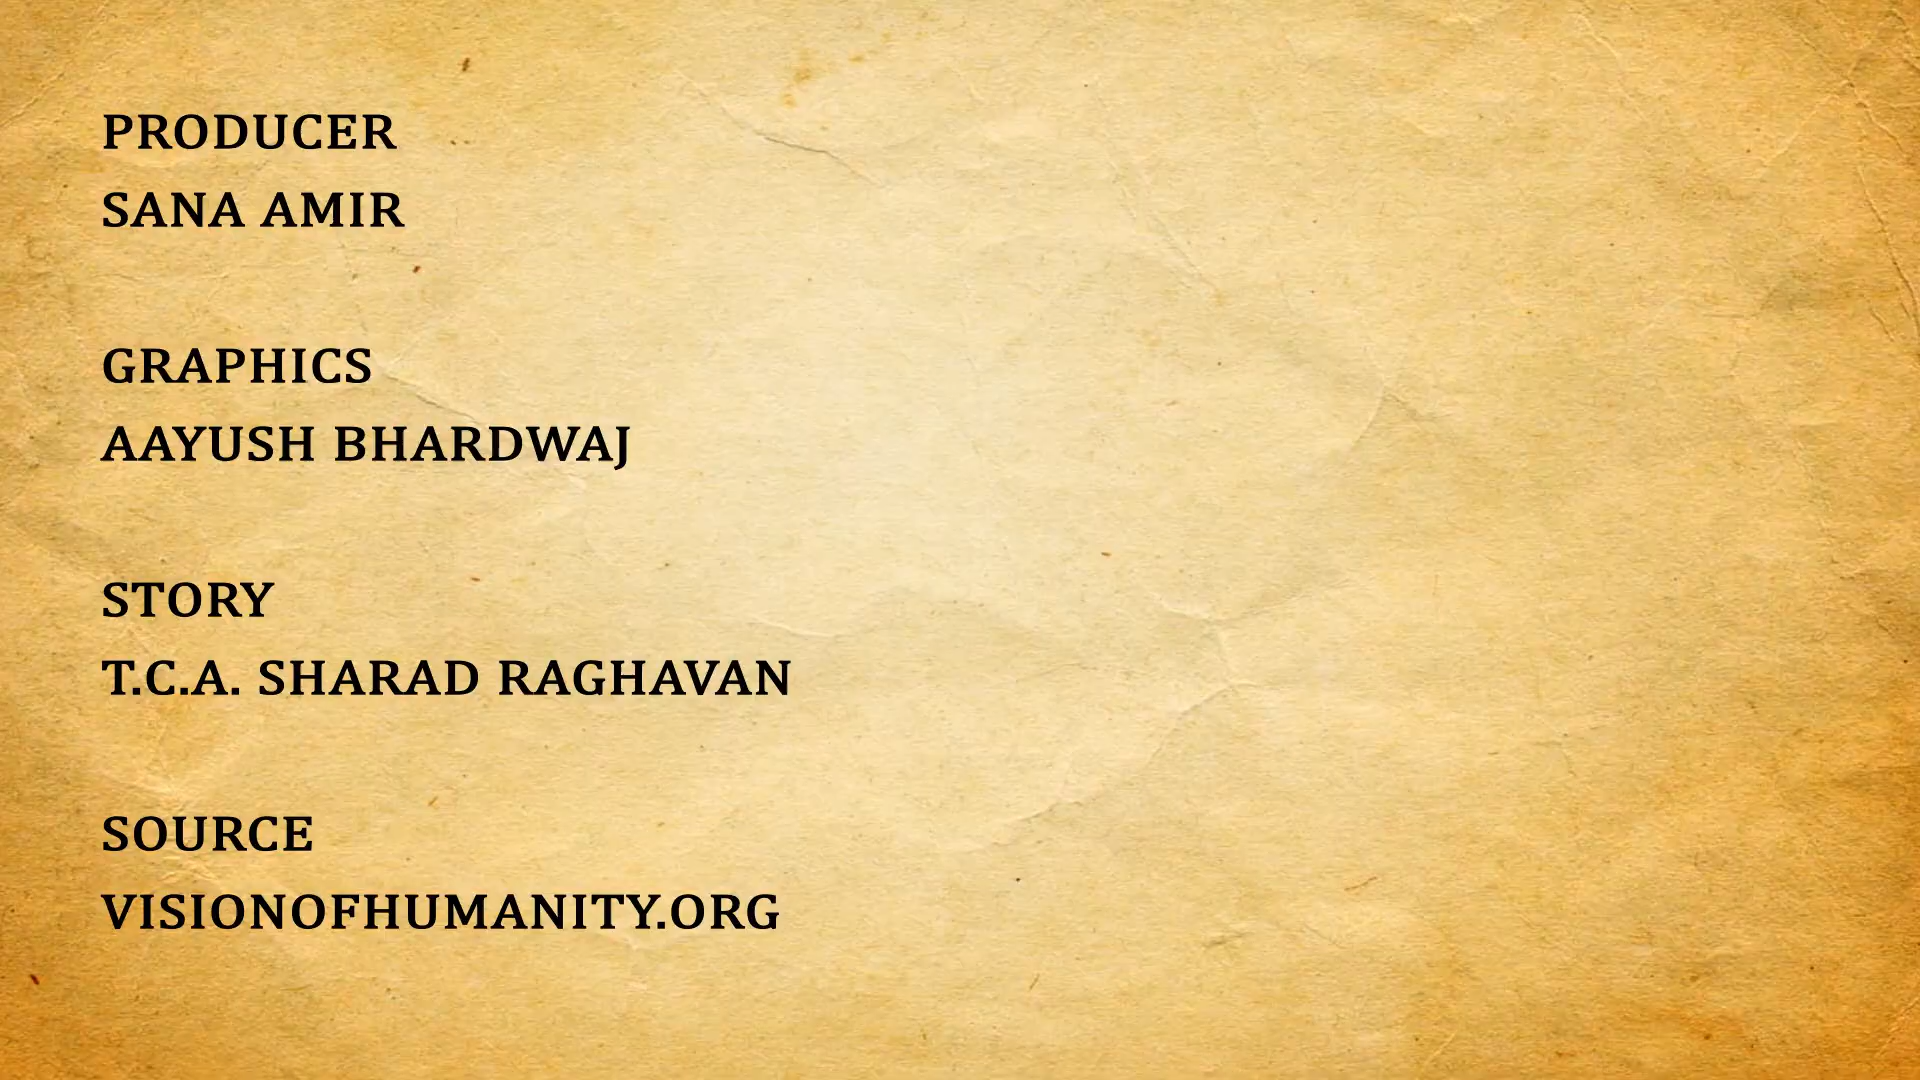 PRODUCER
SANA AMIR
GRAPHICS
AAYUSH BHARDWAJ
STORY
T.C.A. SHARAD RAGHAVAN
SOURCE
VISIONOFHUMANITY.ORG